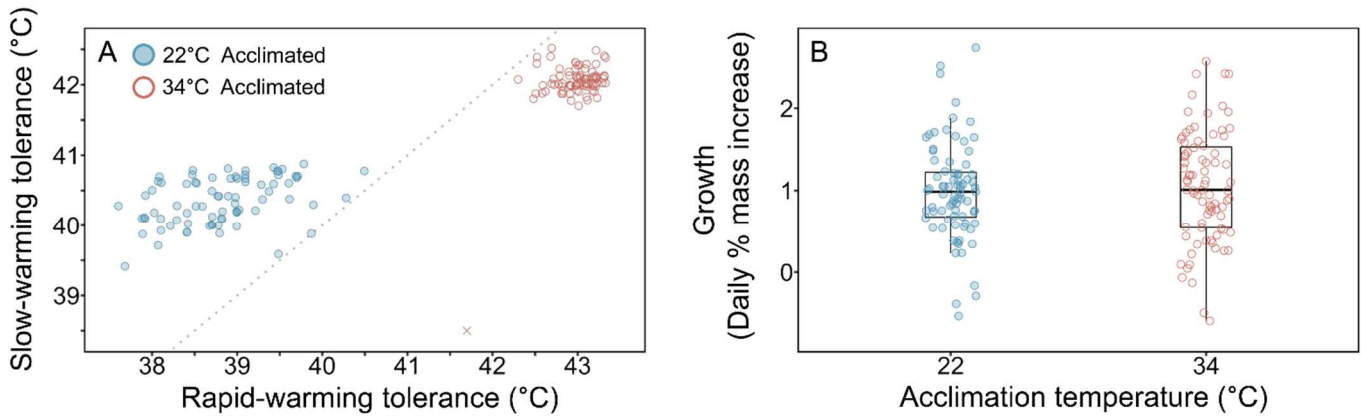 A
22°C Acclimated
34°C Acclimated
Slow-warming tolerance (°C)
42
41
40
39
38 39 40 41 42 43
Rapid-warming tolerance (°C)
B
Growth
(Daily % mass increase)
2
1
0
22 34
Acclimation temperature (°C)